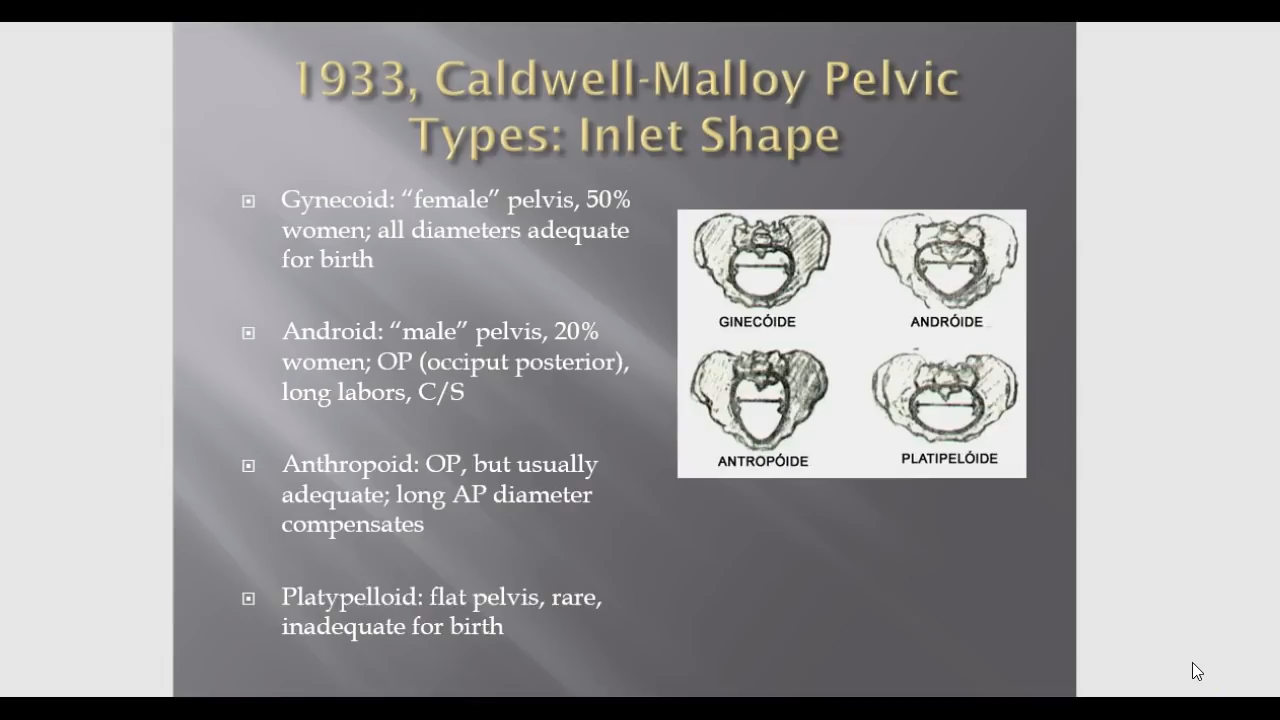 1933, Caldwell-Malloy Pelvic
Types: Inlet Shape
Gynecoid: “female” pelvis, 50%
women; all diameters adequate
for birth
Android: “male” pelvis, 20%
women; OP (occiput posterior),
long labors, C/S
Anthropoid: OP, but usually
adequate; long AP diameter
compensates
Platypelloid: flat pelvis, rare,
inadequate for birth
GINECÓIDE
ANDRÓIDE
ANTROPÓIDE
PLATIPELÓIDE